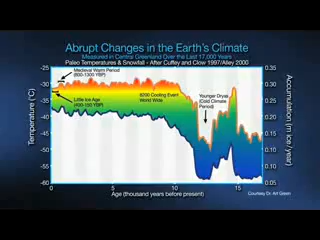 Abrupt Changes in the Earth's Climate
Measured in Central Greenland Over the Last 17,000 Years
Paleo Temperatures & Snowfall - After Cuffey and Clow 1997/Alley 2000
Temperature (°C)
-25
-30
-35
-40
-45
-50
-55
-60
Medieval Warm Period
(800-1300 YBP)
Little Ice Age
(400-150 YBP)
8200 Cooling Event
World Wide
Younger Dryas
(Cold Climate
Period)
0.35
0.30
0.25
0.20
0.15
0.10
0.05
Accumulation (m ice / year)
0
5
10
15
Age (thousand years before present)
Courtesy Dr. Art Green